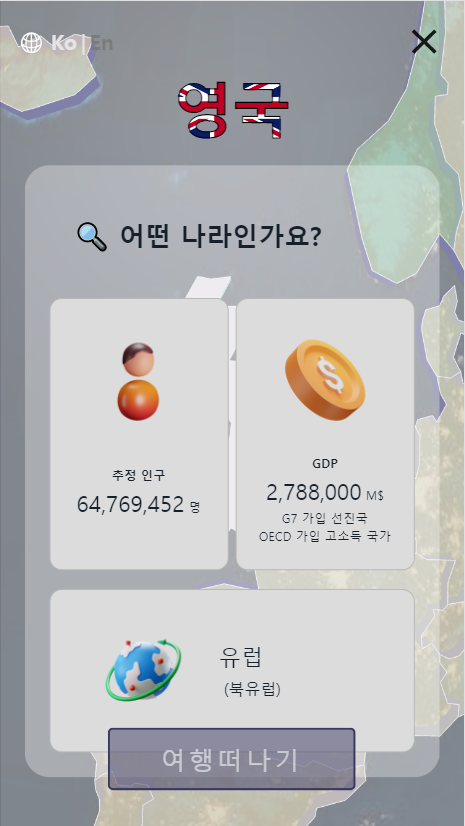 Ko | En
영국
어떤 나라인가요?
추정 인구
64,769,452 명
GDP
2,788,000 M$
G7 가입 선진국
OECD 가입 고소득 국가
유럽
(북유럽)
여행떠나기